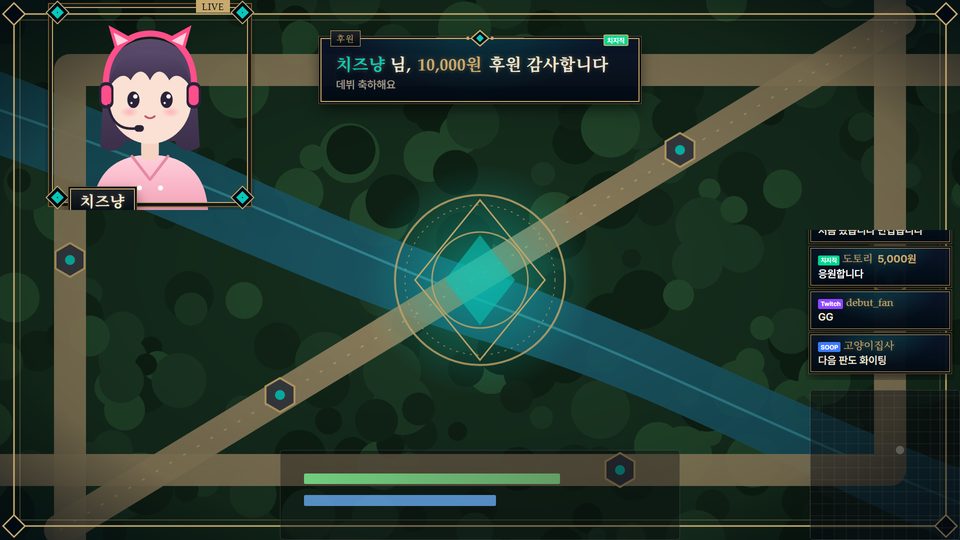 LIVE
후원
치지직
치즈냥 님, 10,000원 후원 감사합니다
데뷔 축하해요
치즈냥
치지직 도토리 5,000원
응원합니다
Twitch debut_fan
GG
SOOP 고양이집사
다음 판도 화이팅